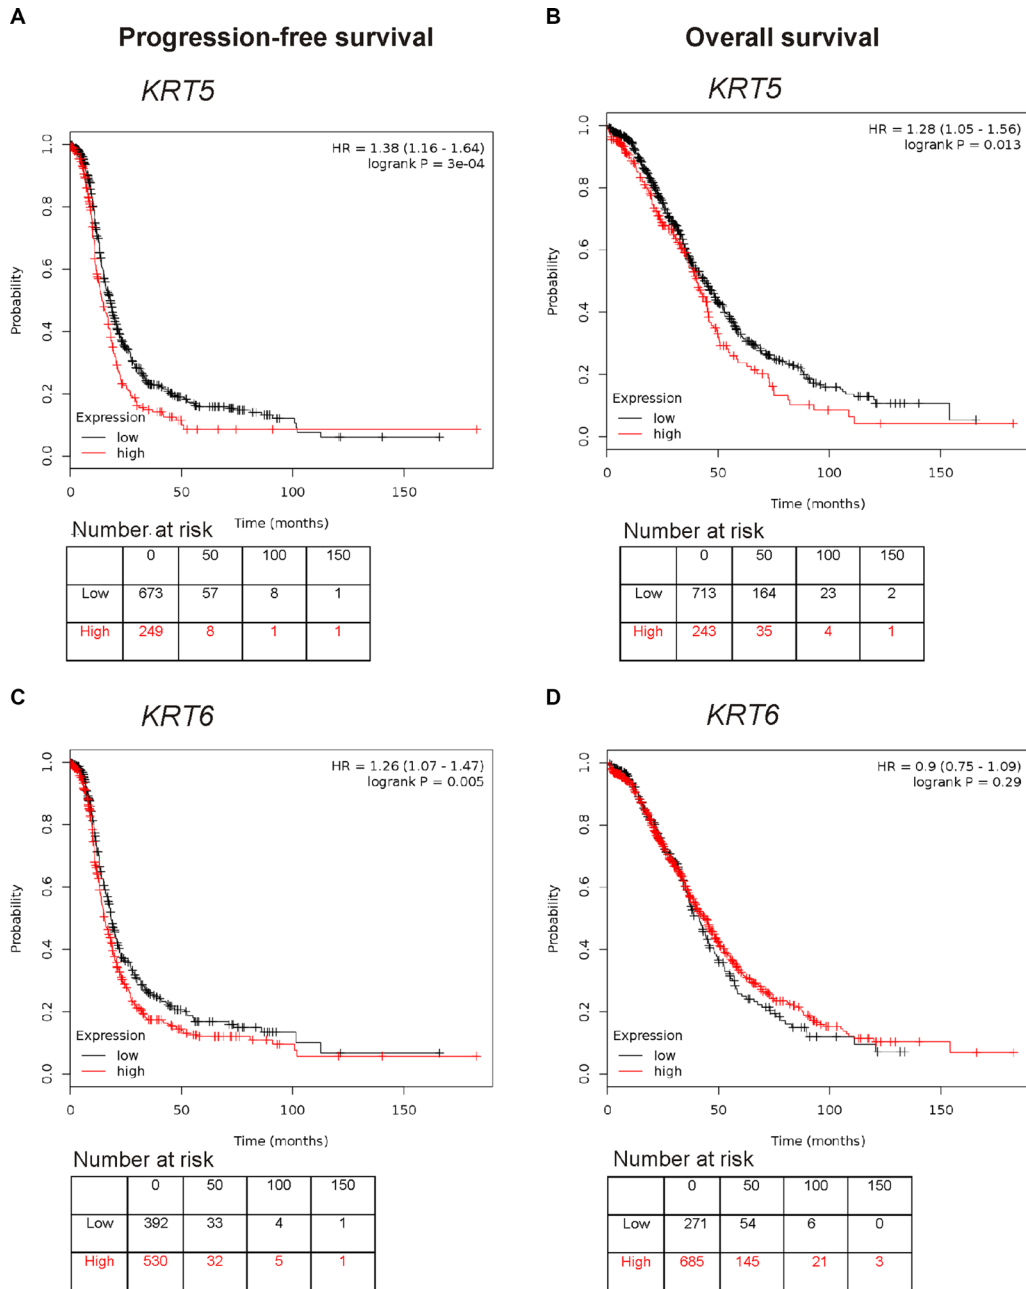 A
Progression-free survival
KRT5
HR = 1.38 (1.16 - 1.64)
logrank P = 3e-04
Probability
1.0
0.8
0.6
0.4
0.2
0.0
Expression
low
high
0 50 100 150
Time (months)
Number at risk
0 50 100 150
Low 673 57 8 1
High 249 8 1 1
B
Overall survival
KRT5
HR = 1.28 (1.05 - 1.56)
logrank P = 0.013
Probability
1.0
0.8
0.6
0.4
0.2
0.0
Expression
low
high
0 50 100 150
Time (months)
Number at risk
0 50 100 150
Low 713 164 23 2
High 243 35 4 1
C
KRT6
HR = 1.26 (1.07 - 1.47)
logrank P = 0.005
Probability
1.0
0.8
0.6
0.4
0.2
0.0
Expression
low
high
0 50 100 150
Time (months)
Number at risk
0 50 100 150
Low 392 33 4 1
High 530 32 5 1
D
KRT6
HR = 0.9 (0.75 - 1.09)
logrank P = 0.29
Probability
1.0
0.8
0.6
0.4
0.2
0.0
Expression
low
high
0 50 100 150
Time (months)
Number at risk
0 50 100 150
Low 271 54 6 0
High 685 145 21 3